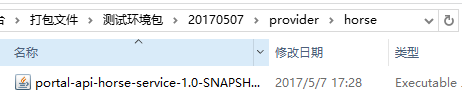 打包文件 › 测试环境包 › 20170507 › provider › horse
名称 修改日期 类型
portal-api-horse-service-1.0-SNAPSH... 2017/5/7 17:28 Executable